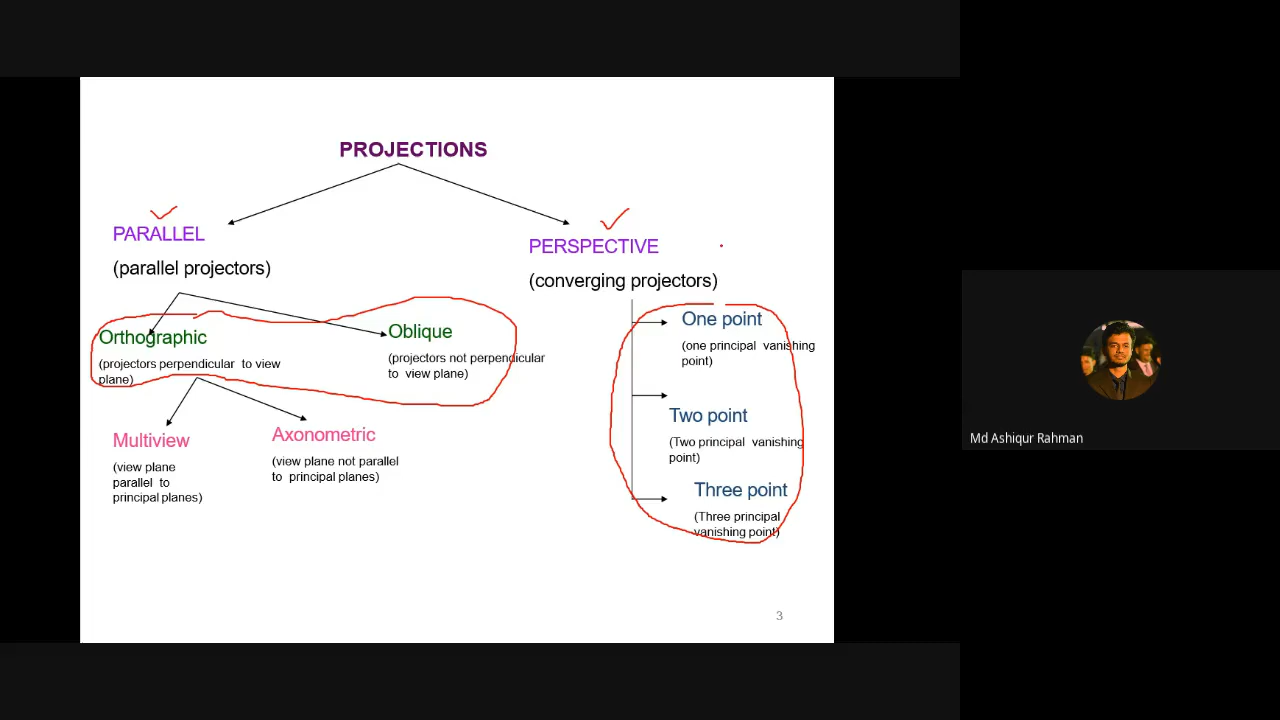 PROJECTIONS
PARALLEL
(parallel projectors)
Orthographic
(projectors perpendicular to view
plane)
Oblique
(projectors not perpendicular
to view plane)
Multiview
(view plane
parallel to
principal planes)
Axonometric
(view plane not parallel
to principal planes)
PERSPECTIVE
(converging projectors)
One point
(one principal vanishing
point)
Two point
(Two principal vanishing
point)
Three point
(Three principal
vanishing point)
3
Md Ashiqur Rahman